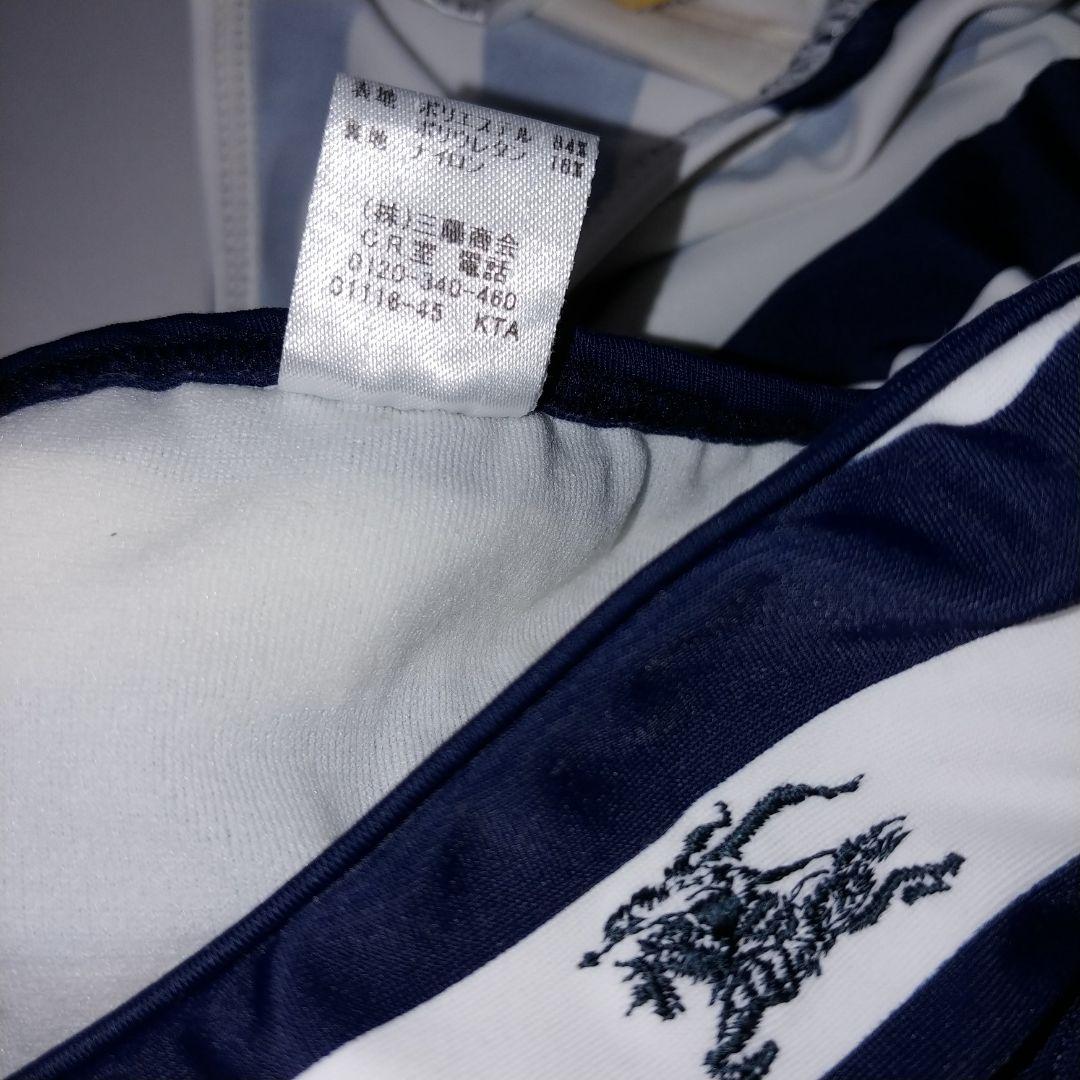 表地 ポリエステル 84%
ポリウレタン 16%
裏地 ナイロン
(株)三陽商会
CR室 電話
0120-340-460
01116-45 KTA